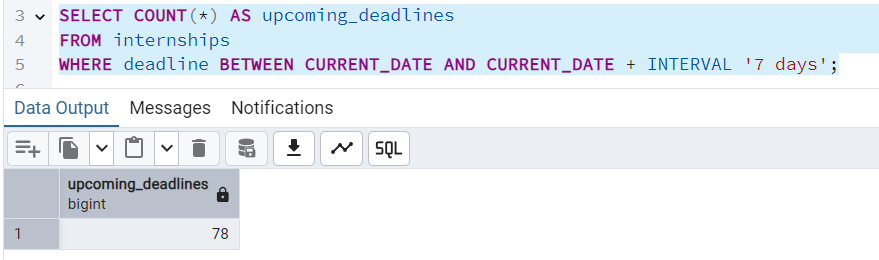 3 SELECT COUNT(*) AS upcoming_deadlines
4 FROM internships
5 WHERE deadline BETWEEN CURRENT_DATE AND CURRENT_DATE + INTERVAL '7 days';
Data Output Messages Notifications
SQL
upcoming_deadlines
bigint
1 78